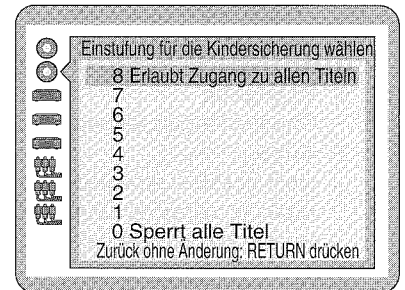 Einstufung für die Kindersicherung wählen
8 Erlaubt Zugang zu allen Titeln
7
6
5
4
3
2
1
0 Sperrt alle Titel
Zurück ohne Änderung; RETURN drücken